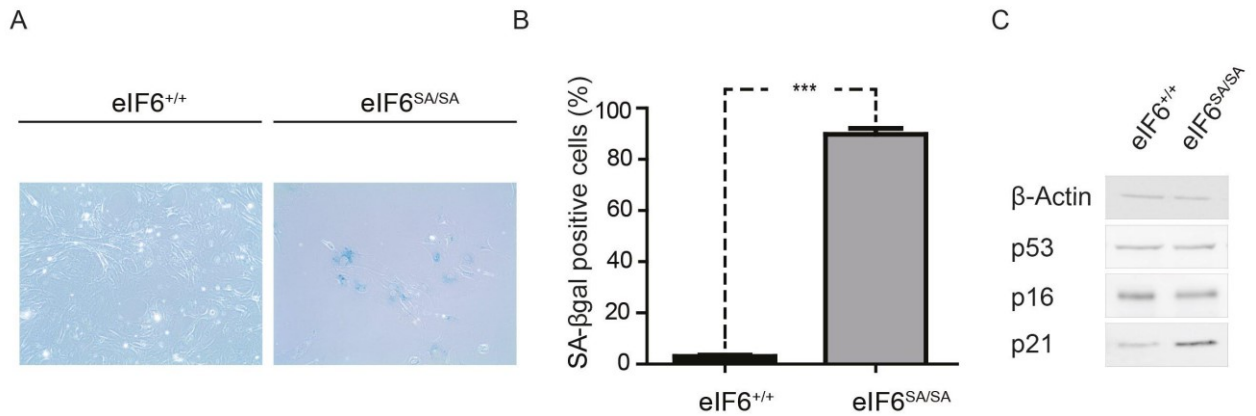 A
eIF6+/+
eIF6SA/SA
B
SA-βgal positive cells (%)
100
80
60
40
20
0
***
eIF6+/+
eIF6SA/SA
C
eIF6+/+
eIF6SA/SA
β-Actin
p53
p16
p21